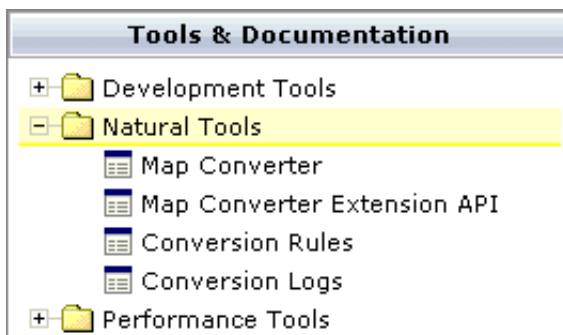 Tools & Documentation
Development Tools
Natural Tools
Map Converter
Map Converter Extension API
Conversion Rules
Conversion Logs
Performance Tools